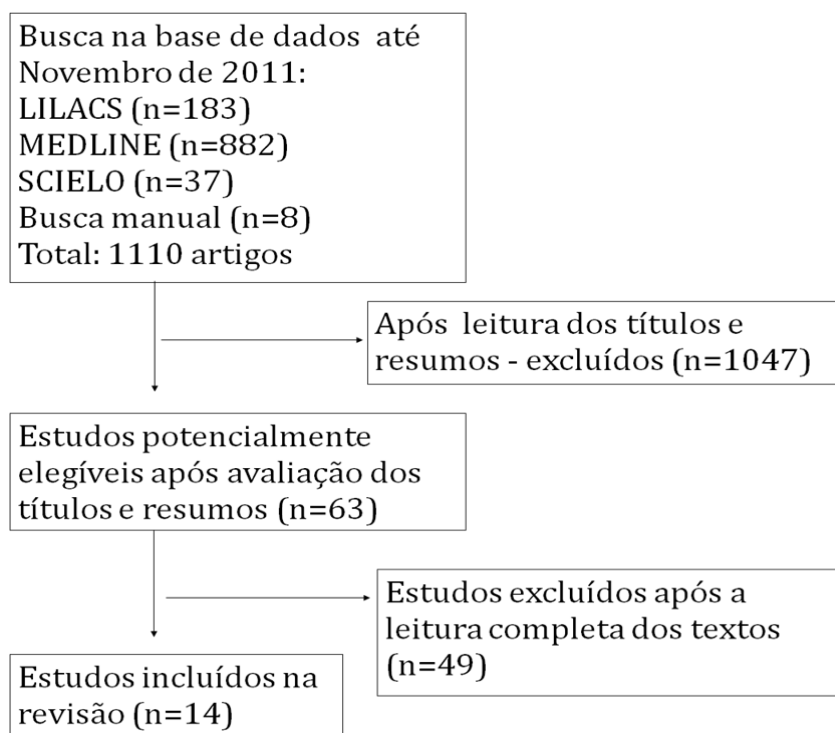 Busca na base de dados até
Novembro de 2011:
LILACS (n=183)
MEDLINE (n=882)
SCIELO (n=37)
Busca manual (n=8)
Total: 1110 artigos
Após leitura dos títulos e
resumos - excluídos (n=1047)
Estudos potencialmente
elegíveis após avaliação dos
títulos e resumos (n=63)
Estudos excluídos após a
leitura completa dos textos
(n=49)
Estudos incluídos na
revisão (n=14)